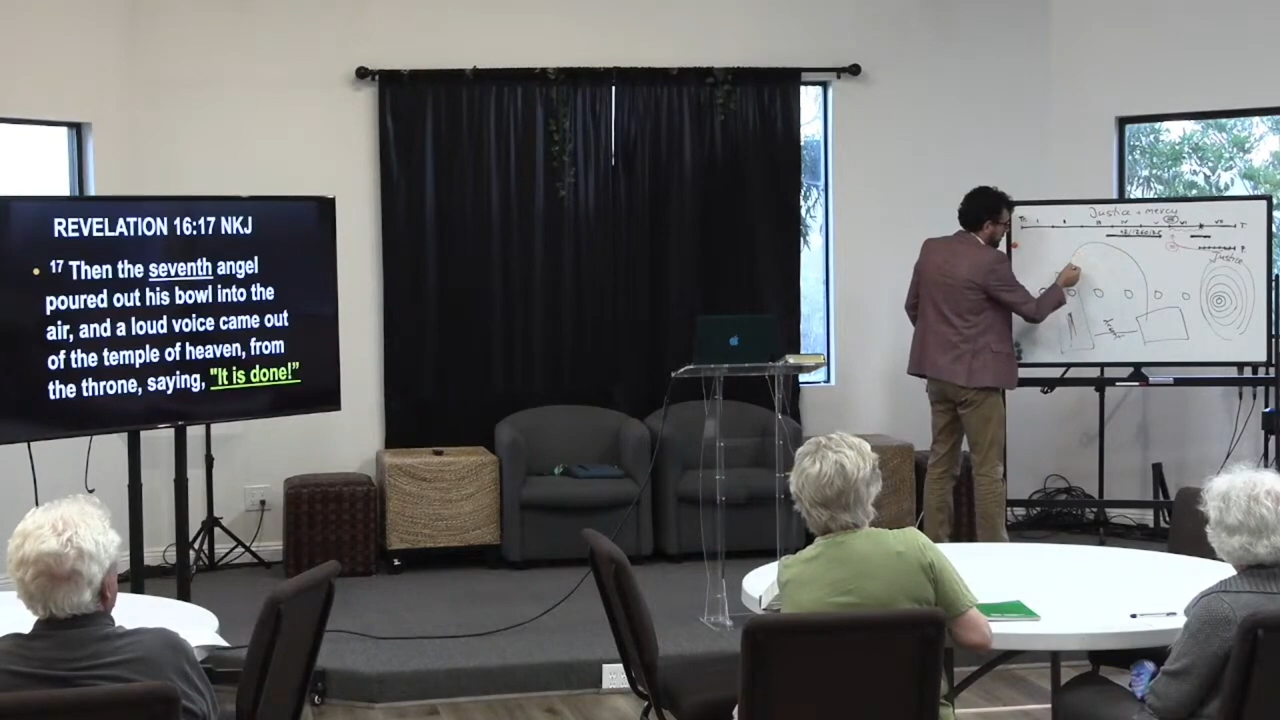 REVELATION 16:17 NKJ
• 17 Then the seventh angel
poured out his bowl into the
air, and a loud voice came out
of the temple of heaven, from
the throne, saying, "It is done!”
Justice + mercy
Justice